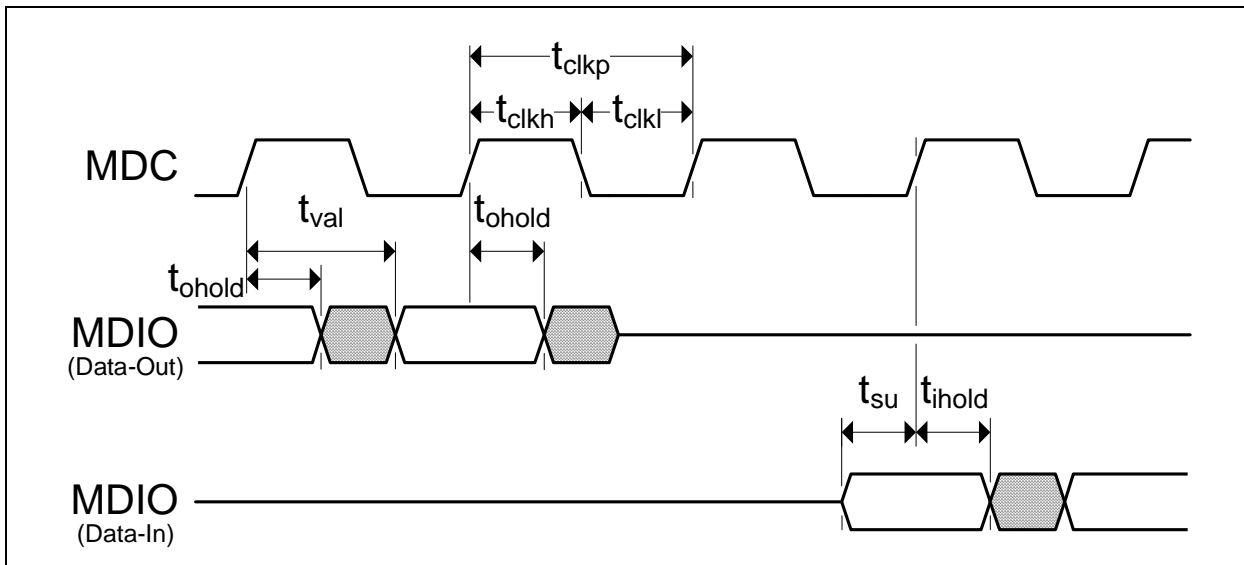 tclkp
tclkh tclkl
MDC
tval tohold
tohold
MDIO
(Data-Out)
tsu tihold
MDIO
(Data-In)